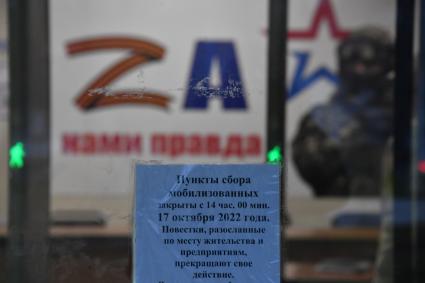 ZA
нами правда
Пункты сбора
мобилизованных
закрыты с 14 час. 00 мин.
17 октября 2022 года.
Повестки, разосланные
по месту жительства и
предприятиям,
прекращают свое
действие.